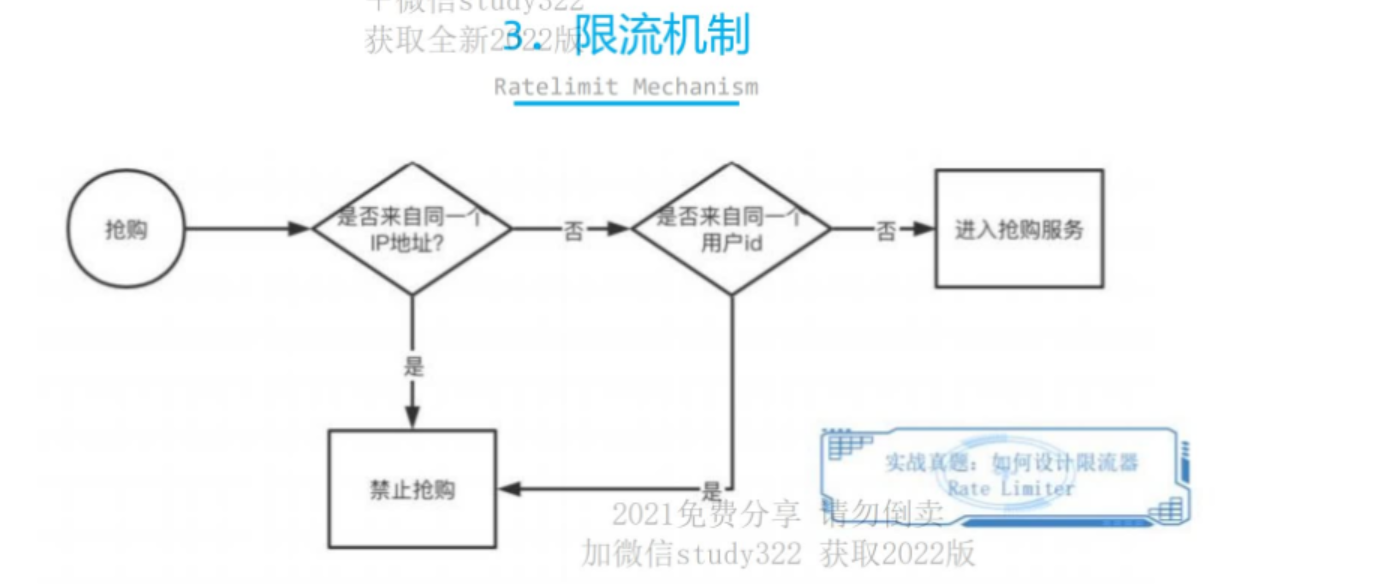 十微信study322
获取全新2022版
3. 限流机制
Ratelimit Mechanism
抢购
是否来自同一个
IP地址?
否
是否来自同一个
用户id
否
进入抢购服务
是
禁止抢购
是
实战真题: 如何设计限流器
Rate Limiter
2021免费分享 请勿倒卖
加微信study322 获取2022版